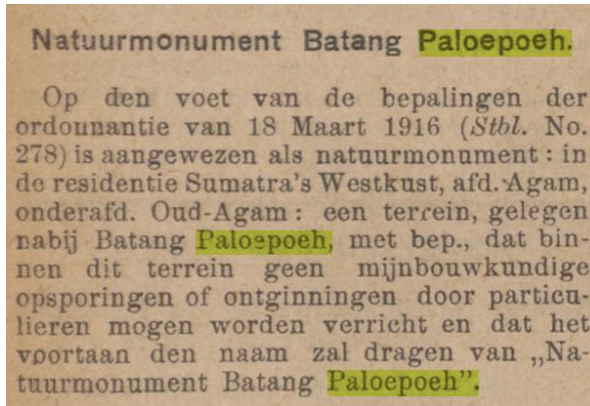 Natuurmonument Batang Paloepoeh.
Op den voet van de bepalingen der
ordonnantie van 18 Maart 1916 (Stbl. No.
278) is aangewezen als natuurmonument: in
de residentie Sumatra's Westkust, afd. Agam,
onderafd. Oud-Agam: een terrein, gelegen
nabij Batang Paloepoeh, met bep., dat bin-
nen dit terrein geen mijnbouwkundige
opsporingen of ontginningen door particu-
lieren mogen worden verricht en dat het
voortaan den naam zal dragen van „Na-
tuurmonument Batang Paloepoeh”.